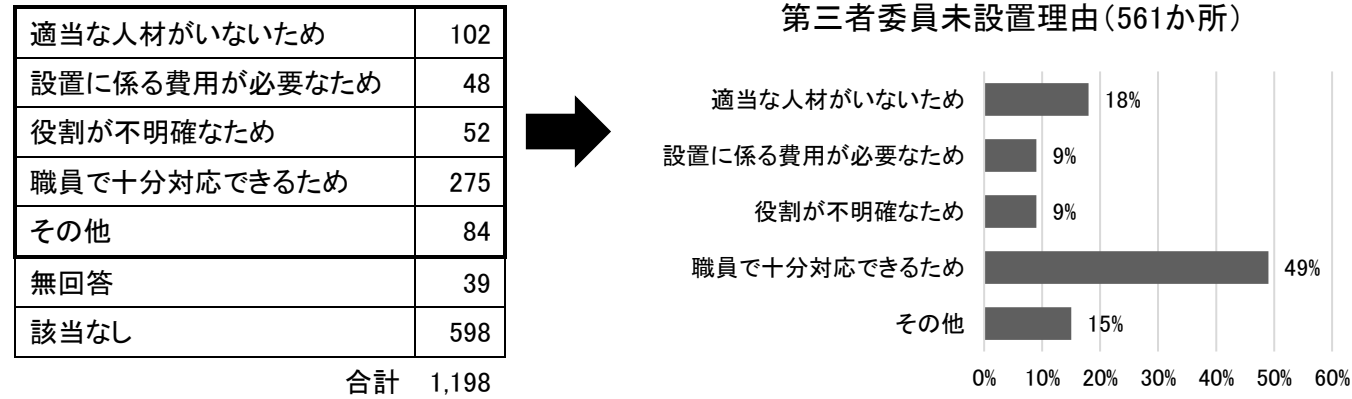 適当な人材がいないため 102
設置に係る費用が必要なため 48
役割が不明確なため 52
職員で十分対応できるため 275
その他 84
無回答 39
該当なし 598
合計 1,198
第三者委員未設置理由(561か所)
適当な人材がいないため 18%
設置に係る費用が必要なため 9%
役割が不明確なため 9%
職員で十分対応できるため 49%
その他 15%
0% 10% 20% 30% 40% 50% 60%